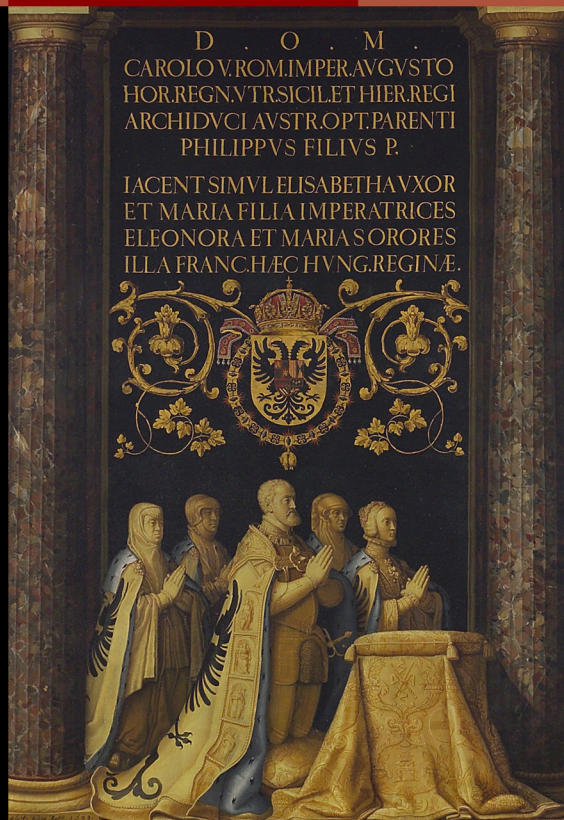 D . O . M .
CAROLO V. ROM.IMPER.AVGVSTO
HOR.REGN.VTR.SICIL.ET HIER.REGI
ARCHIDVCI AVSTR.OPT.PARENTI
PHILIPPVS FILIVS P.
IACENT SIMVL ELISABETHA VXOR
ET MARIA FILIA IMPERATRICES
ELEONORA ET MARIA SORORES
ILLA FRANC.HÆC HVNG.REGINÆ.